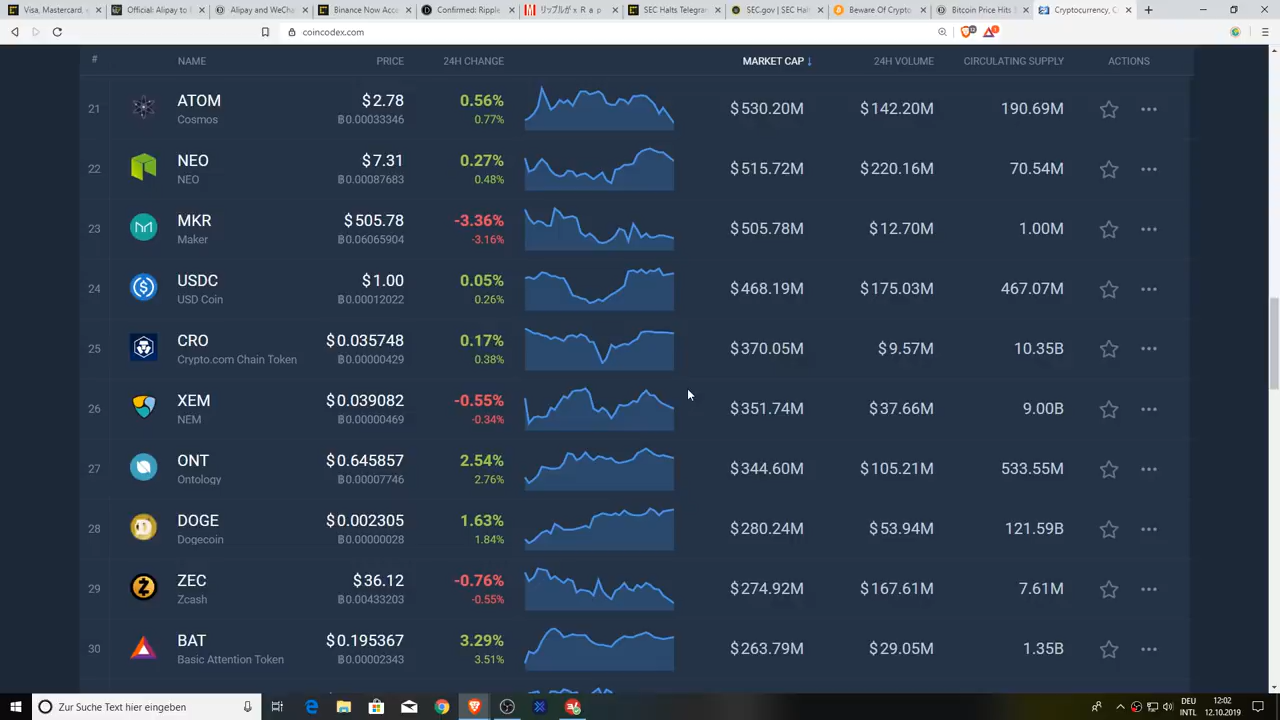 Visa, Mastercard,
Official: Alipay to
Alipay and WeCha
Binance Now Acce
Confirmed: Ripple
リップルが x R a p
SEC Halts Telegra
SEC.gov | SEC Hal
Beware Of Crypto
Bitcoin Price Hits
Cryptocurrency, C
coincodex.com
# NAME PRICE 24H CHANGE MARKET CAP ↓ 24H VOLUME CIRCULATING SUPPLY ACTIONS
21 ATOM $2.78 0.56% $530.20M $142.20M 190.69M
Cosmos ฿0.00033346 0.77%
22 NEO $7.31 0.27% $515.72M $220.16M 70.54M
NEO ฿0.00087683 0.48%
23 MKR $505.78 -3.36% $505.78M $12.70M 1.00M
Maker ฿0.06065904 -3.16%
24 USDC $1.00 0.05% $468.19M $175.03M 467.07M
USD Coin ฿0.00012022 0.26%
25 CRO $0.035748 0.17% $370.05M $9.57M 10.35B
Crypto.com Chain Token ฿0.00000429 0.38%
26 XEM $0.039082 -0.55% $351.74M $37.66M 9.00B
NEM ฿0.00000469 -0.34%
27 ONT $0.645857 2.54% $344.60M $105.21M 533.55M
Ontology ฿0.00007746 2.76%
28 DOGE $0.002305 1.63% $280.24M $53.94M 121.59B
Dogecoin ฿0.00000028 1.84%
29 ZEC $36.12 -0.76% $274.92M $167.61M 7.61M
Zcash ฿0.00433203 -0.55%
30 BAT $0.195367 3.29% $263.79M $29.05M 1.35B
Basic Attention Token ฿0.00002343 3.51%
Zur Suche Text hier eingeben
DEU 12:02
INTL 12.10.2019